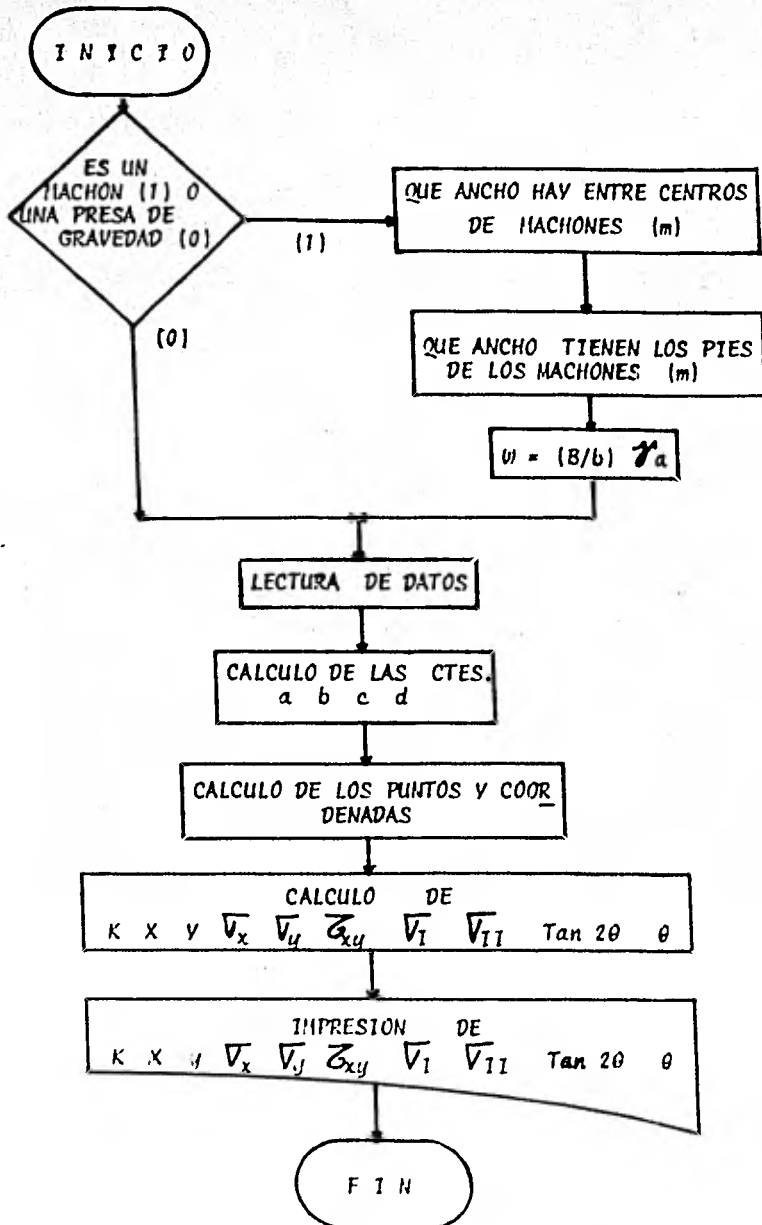 INICIO
ES UN
MACHON (1) O
UNA PRESA DE
GRAVEDAD (0)
(1)
(0)
QUE ANCHO HAY ENTRE CENTROS
DE MACHONES (m)
QUE ANCHO TIENEN LOS PIES
DE LOS MACHONES (m)
ω = (B/b) γa
LECTURA DE DATOS
CALCULO DE LAS CTES.
a b c d
CALCULO DE LOS PUNTOS Y COOR
DENADAS
CALCULO DE
K X Y σx σy τxy σI σII Tan 2θ θ
IMPRESION DE
K X y σx σy τxy σI σII Tan 2θ θ
FIN